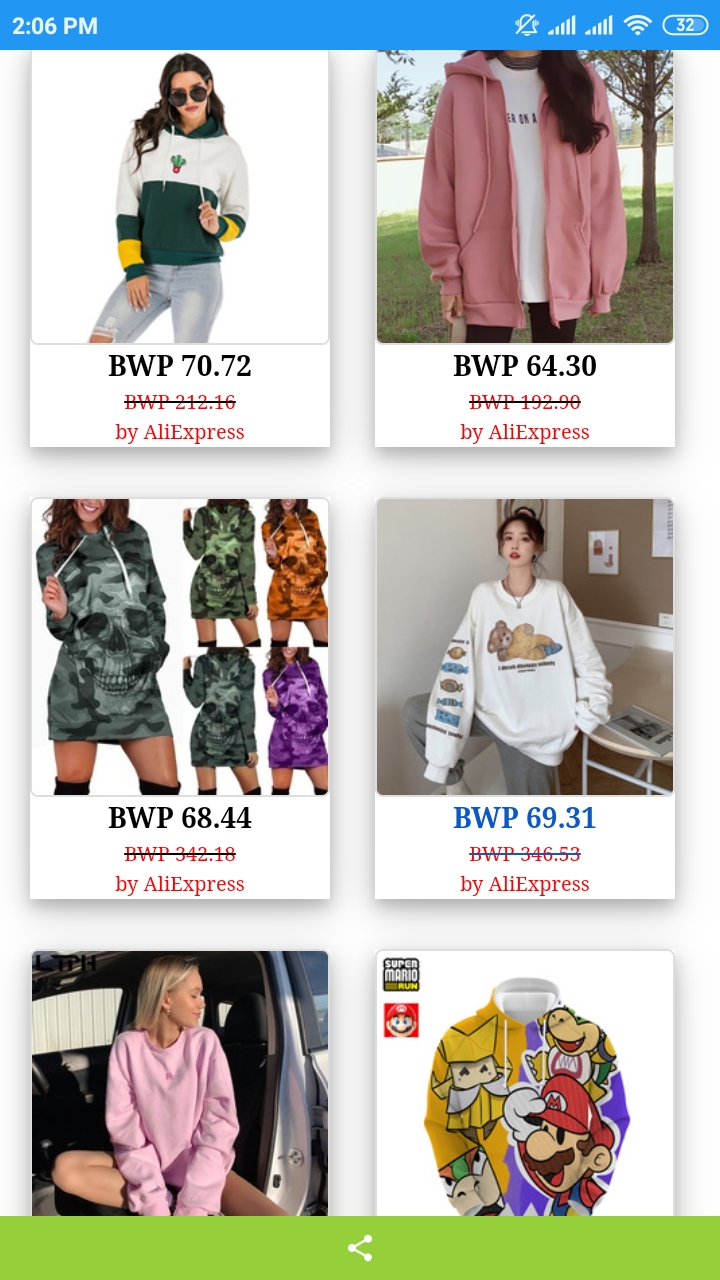 2:06 PM
32
ER ON A
BWP 70.72
BWP 64.30
BWP 212.16
BWP 192.90
by AliExpress
by AliExpress
BWP 68.44
BWP 69.31
BWP 342.18
BWP 346.53
by AliExpress
by AliExpress
SUPER
MARIO
RUN
M